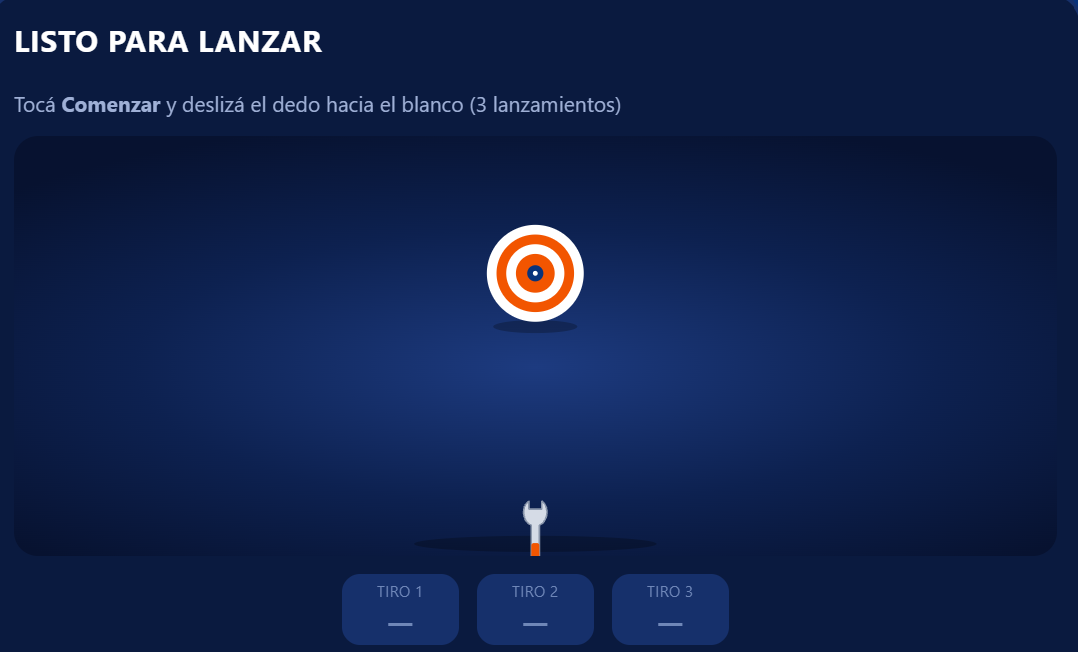 LISTO PARA LANZAR
Tocá Comenzar y deslizá el dedo hacia el blanco (3 lanzamientos)
TIRO 1
TIRO 2
TIRO 3
—
—
—